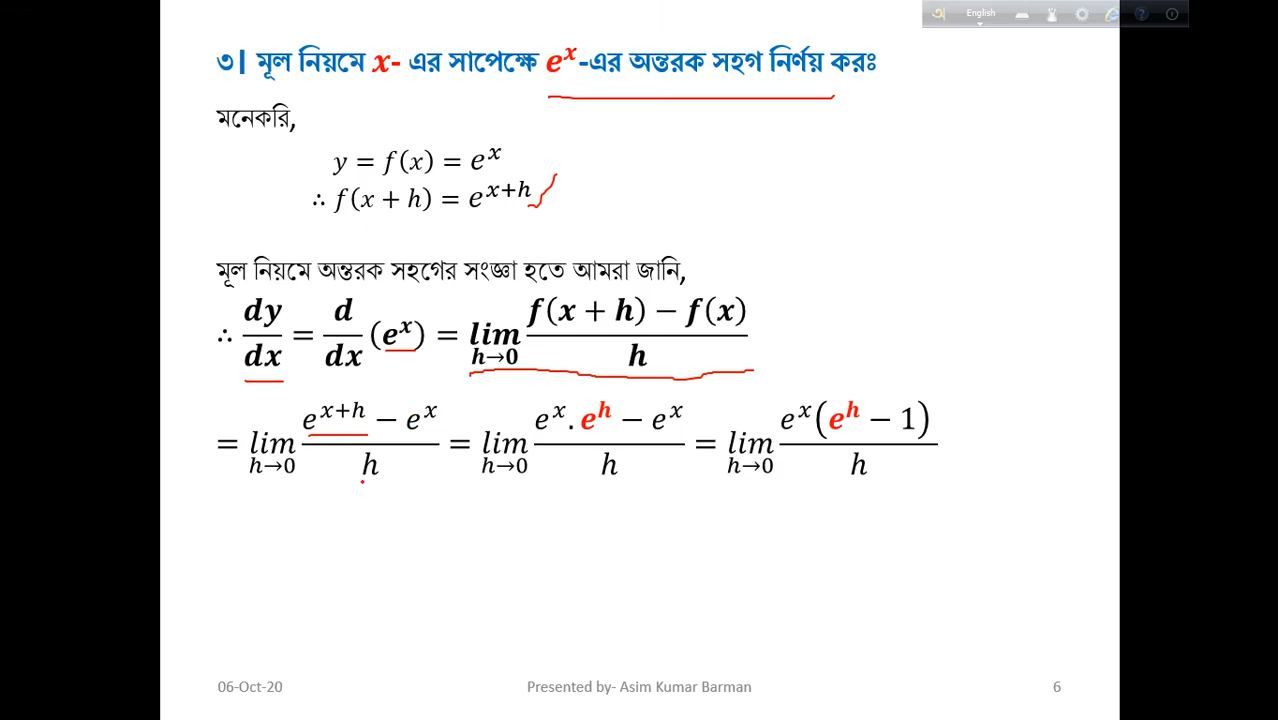 English
৩| মূল নিয়মে x- এর সাপেক্ষে e^x-এর অন্তরক সহগ নির্ণয় করঃ
মনেকরি,
y = f(x) = e^x
∴ f(x + h) = e^{x+h}
মূল নিয়মে অন্তরক সহগের সংজ্ঞা হতে আমরা জানি,
∴ dy/dx = d/dx (e^x) = lim_{h→0} (f(x + h) − f(x))/h
= lim_{h→0} (e^{x+h} − e^x)/h = lim_{h→0} (e^x. e^h − e^x)/h = lim_{h→0} e^x(e^h − 1)/h
06-Oct-20 Presented by- Asim Kumar Barman 6